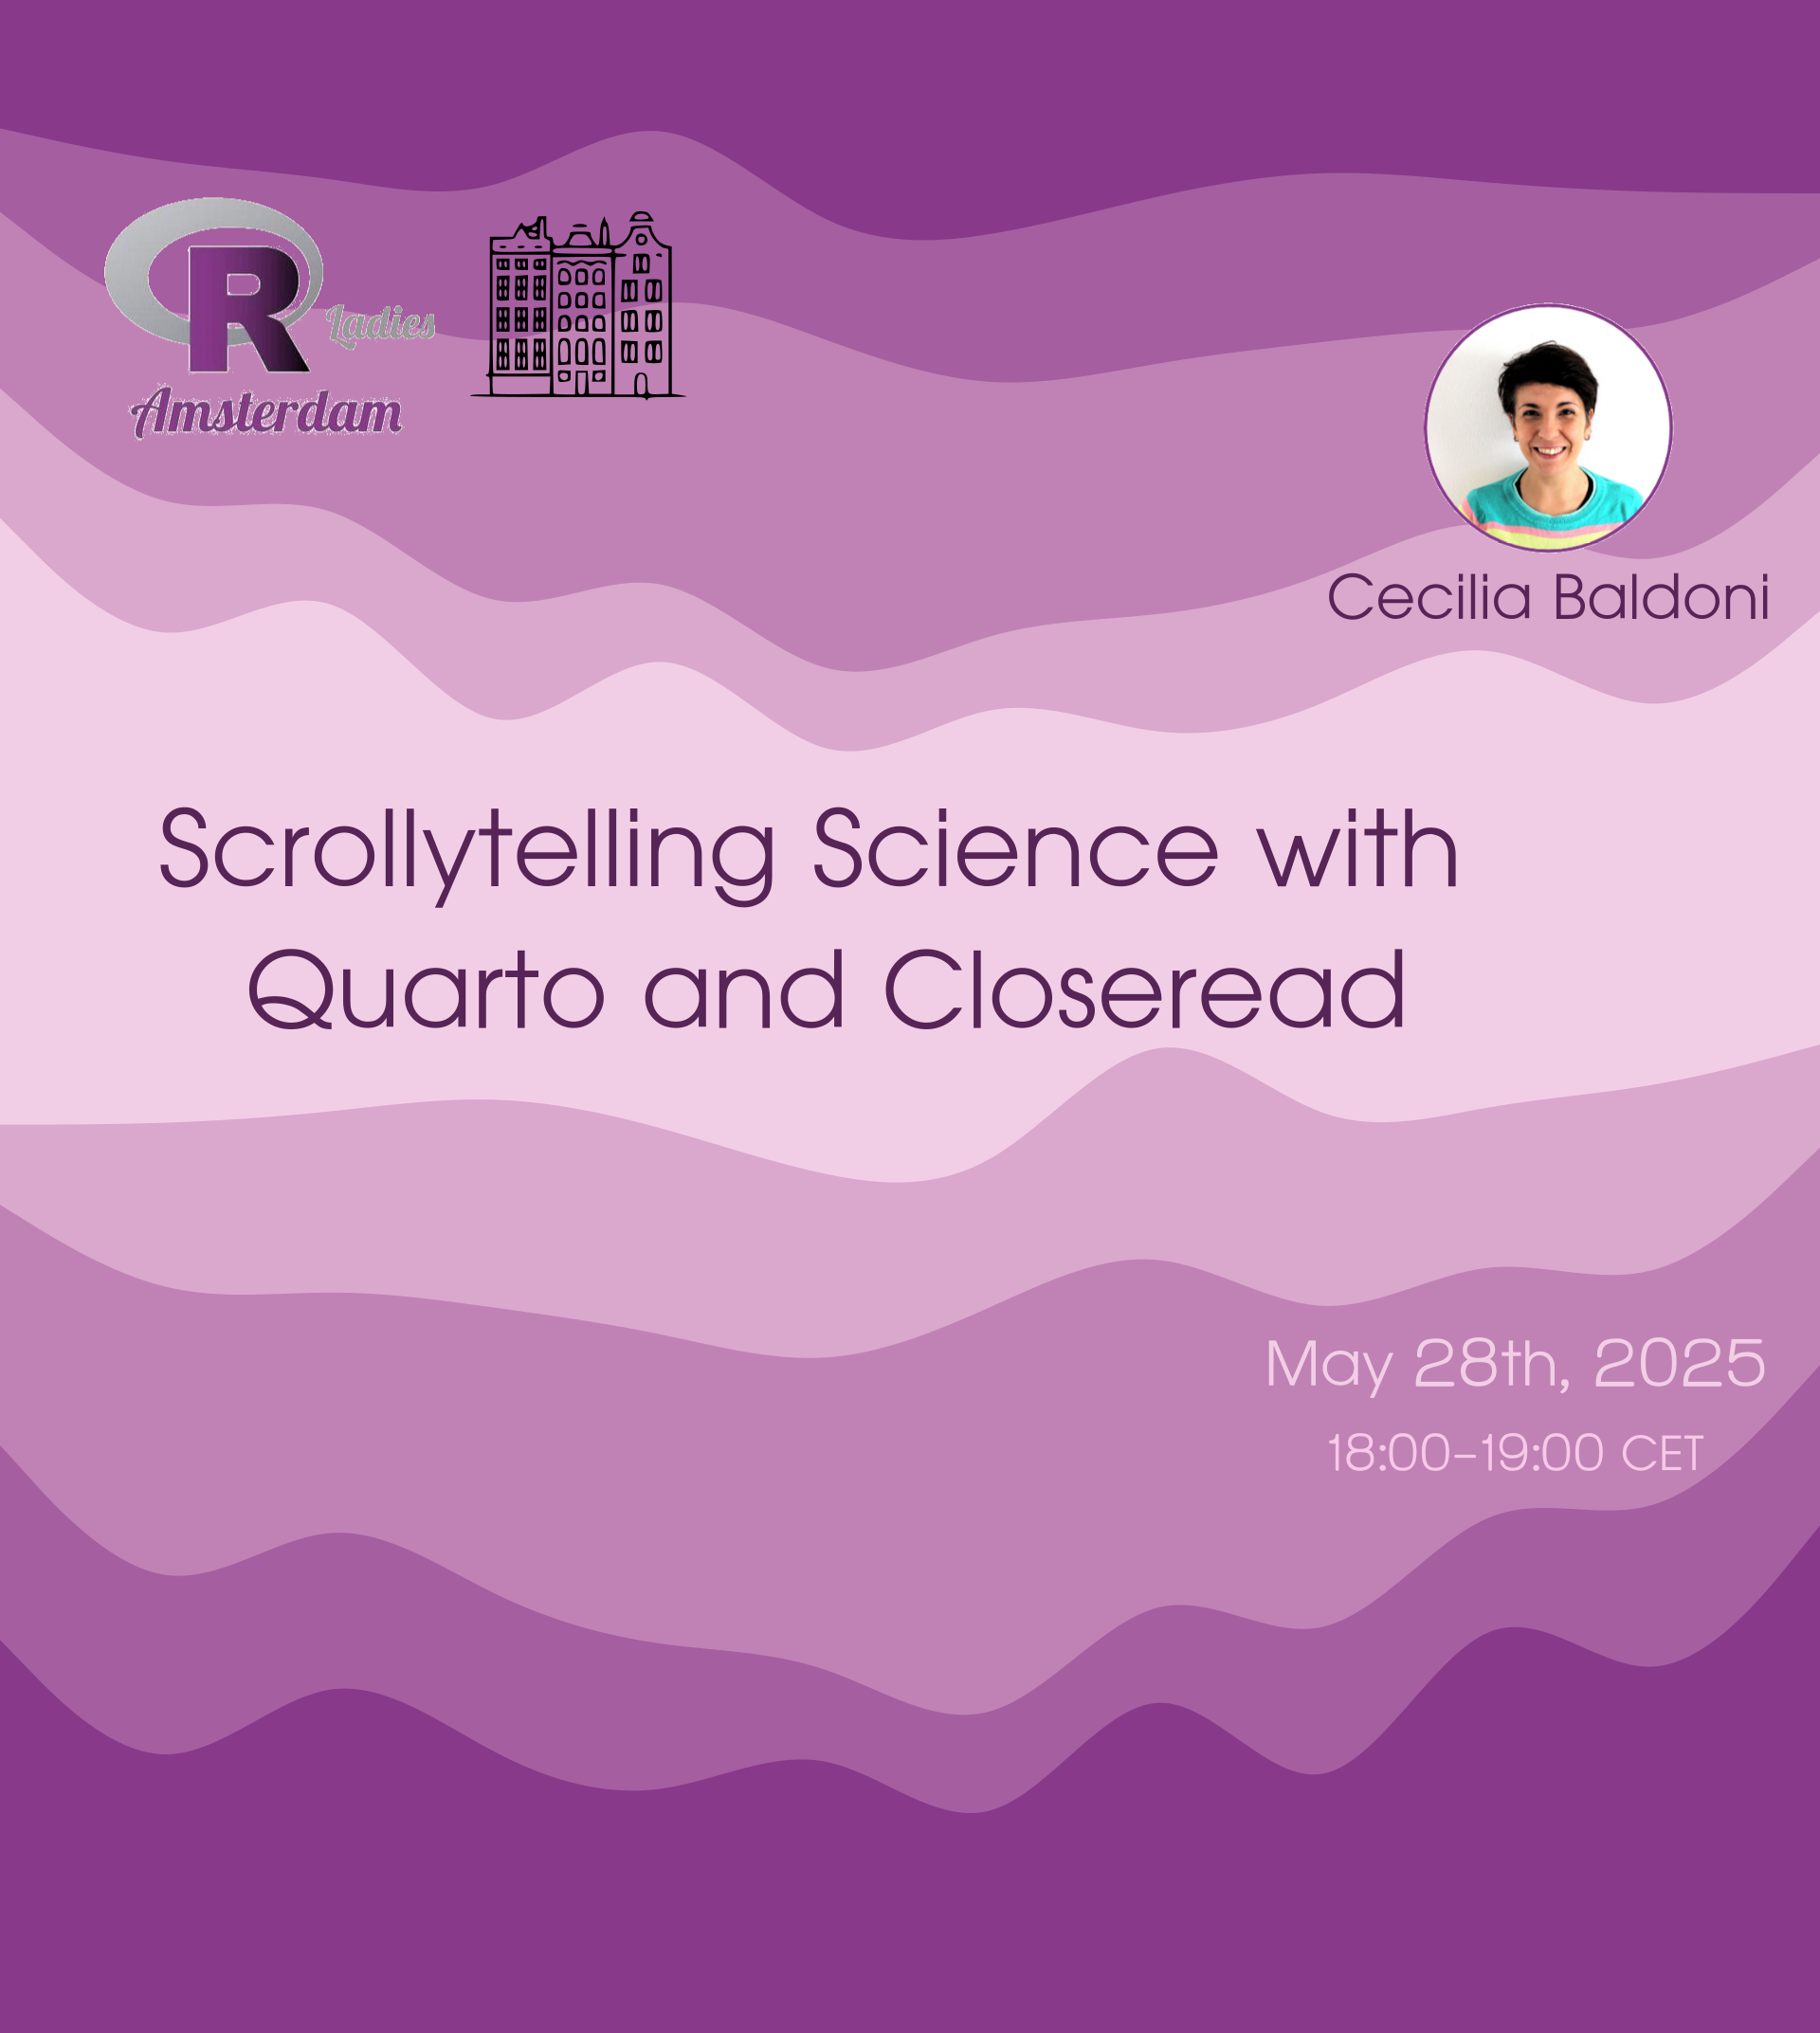 R
Ladies
Amsterdam
Cecilia Baldoni
Scrollytelling Science with
Quarto and Closeread
May 28th, 2025
18:00-19:00 CET